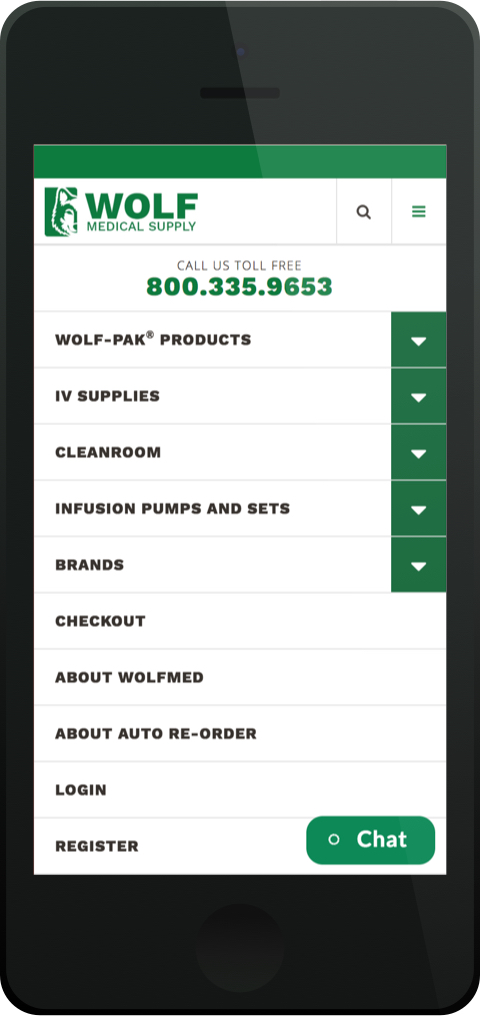 WOLF
MEDICAL SUPPLY
CALL US TOLL FREE
800.335.9653
WOLF-PAK® PRODUCTS
IV SUPPLIES
CLEANROOM
INFUSION PUMPS AND SETS
BRANDS
CHECKOUT
ABOUT WOLFMED
ABOUT AUTO RE-ORDER
LOGIN
REGISTER
Chat